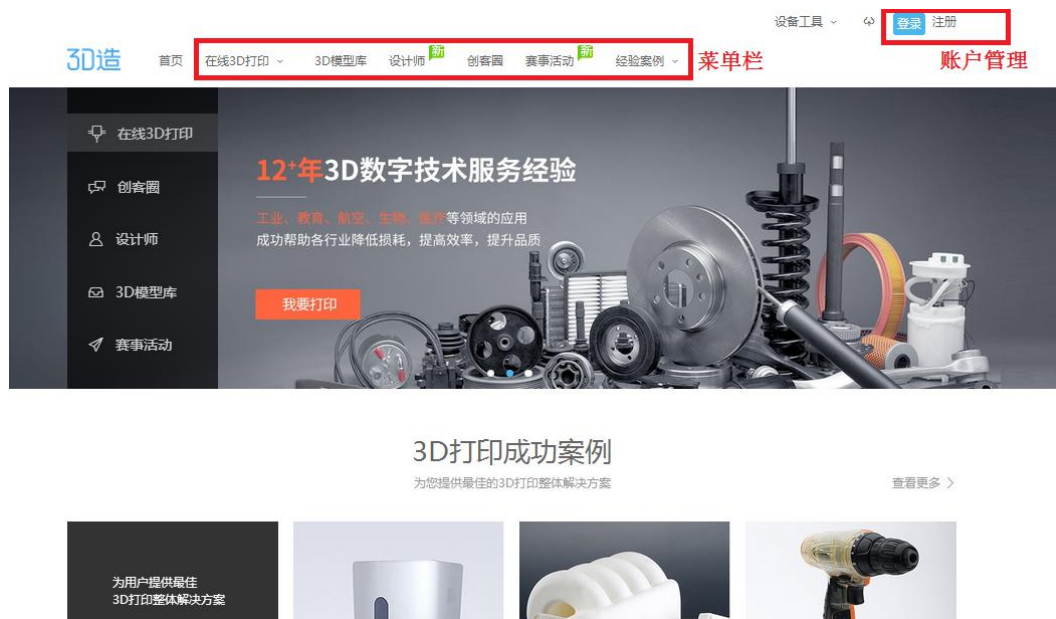 设备工具 登录 注册
3D造 首页 在线3D打印 3D模型库 设计师 新 创客圈 赛事活动 新 经验案例 菜单栏 账户管理
在线3D打印
创客圈
设计师
3D模型库
赛事活动
12+年3D数字技术服务经验
工业、教育、航空、生物、医疗等领域的应用
成功帮助各行业降低损耗，提高效率，提升品质
我要打印
3D打印成功案例
为您提供最佳的3D打印整体解决方案
查看更多
为用户提供最佳
3D打印整体解决方案